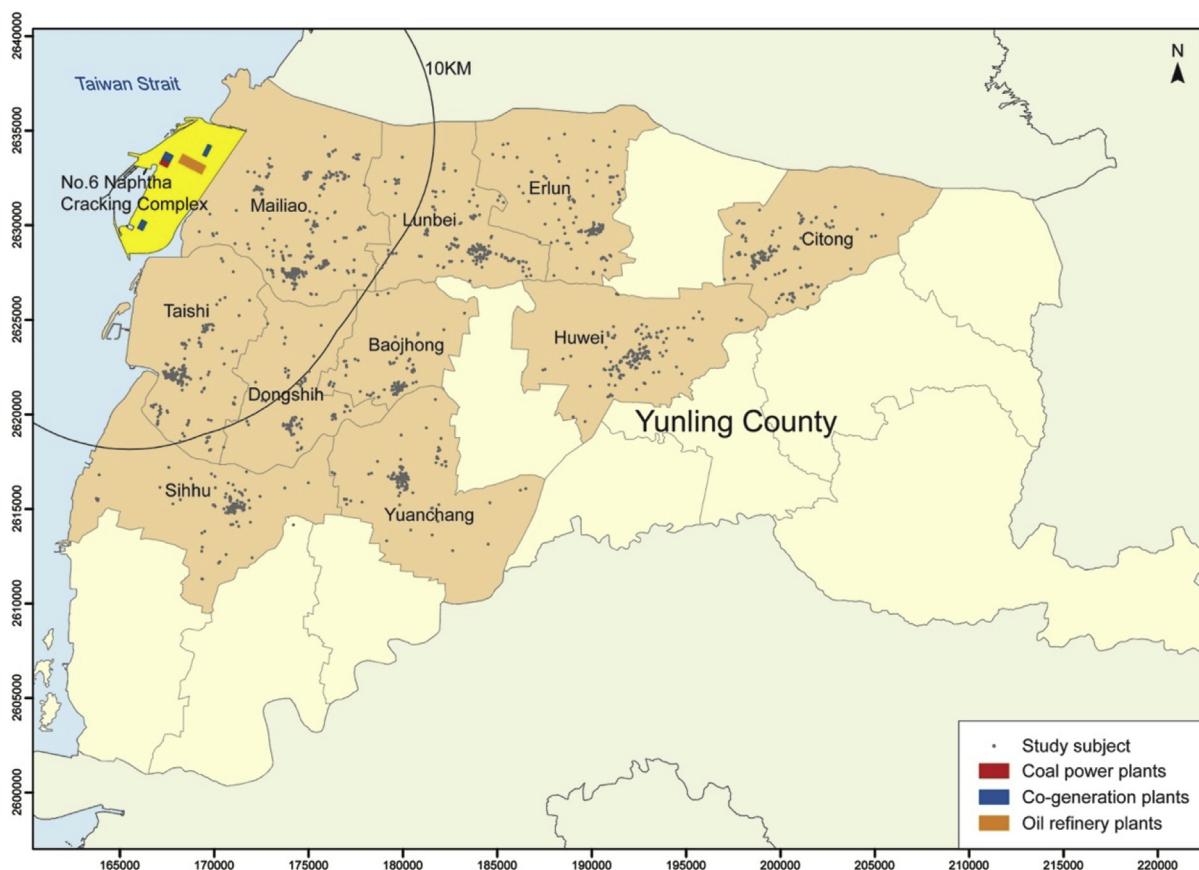 N
10KM
Taiwan Strait
No.6 Naphtha
Cracking Complex
Mailiao
Lunbei
Erlun
Citong
Taishi
Baojhong
Huwei
Dongshih
Yunling County
Sihhu
Yuanchang
Study subject
Coal power plants
Co-generation plants
Oil refinery plants
2640000
2635000
2630000
2625000
2620000
2615000
2610000
2605000
2600000
165000 170000 175000 180000 185000 190000 195000 200000 205000 210000 215000 220000